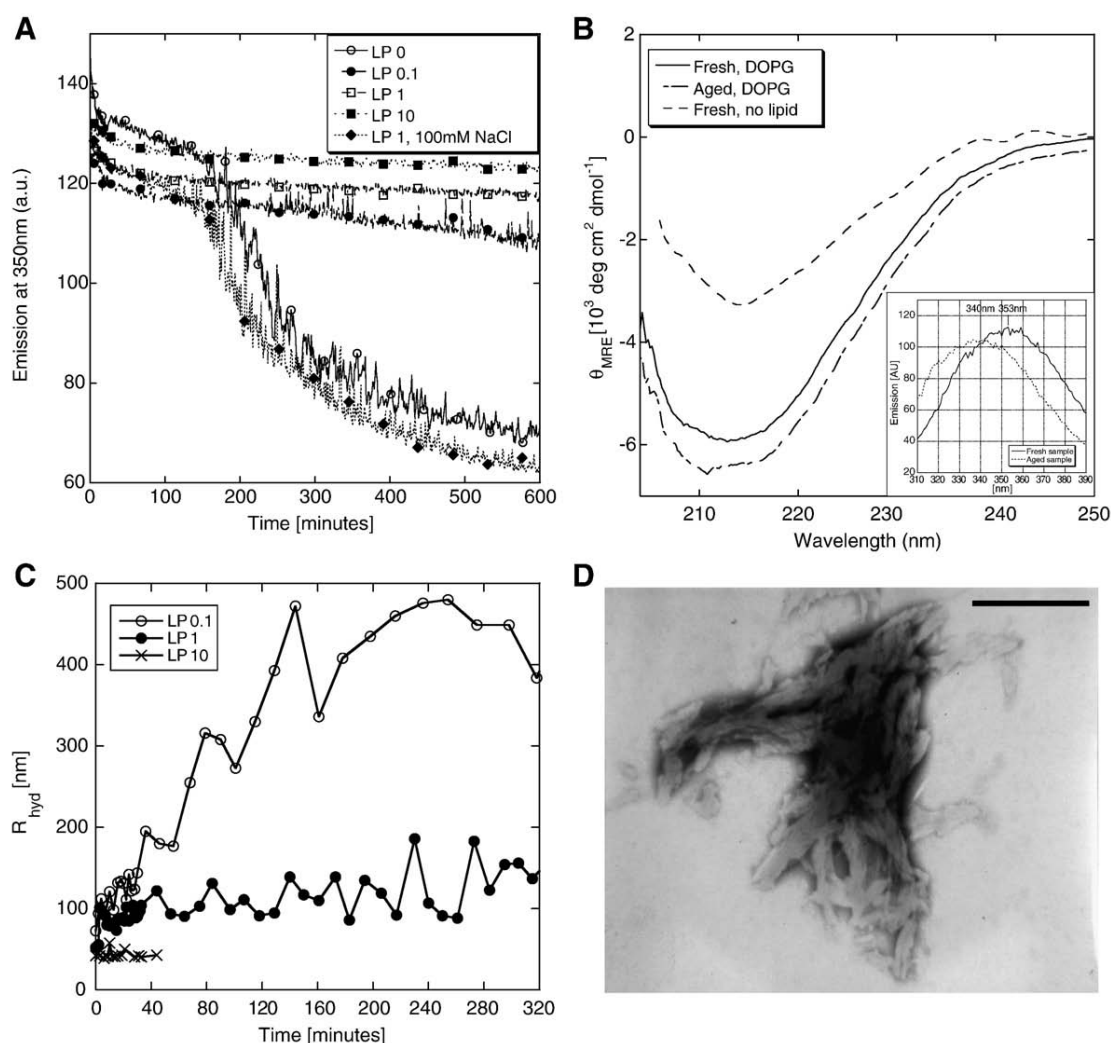 A
LP 0
LP 0.1
LP 1
LP 10
LP 1, 100mM NaCl
140
120
100
80
60
Emission at 350nm (a.u.)
0 100 200 300 400 500 600
Time [minutes]
B
Fresh, DOPG
Aged, DOPG
Fresh, no lipid
2
0
-2
-4
-6
θMRE [10³ deg cm² dmol⁻¹]
210 220 230 240 250
Wavelength (nm)
340nm 353nm
120
100
80
60
40
20
Emission [AU]
Fresh sample
Aged sample
310 320 330 340 350 360 370 380 390
[nm]
C
LP 0.1
LP 1
LP 10
500
400
300
200
100
0
Rhyd [nm]
0 40 80 120 160 200 240 280 320
Time [minutes]
D